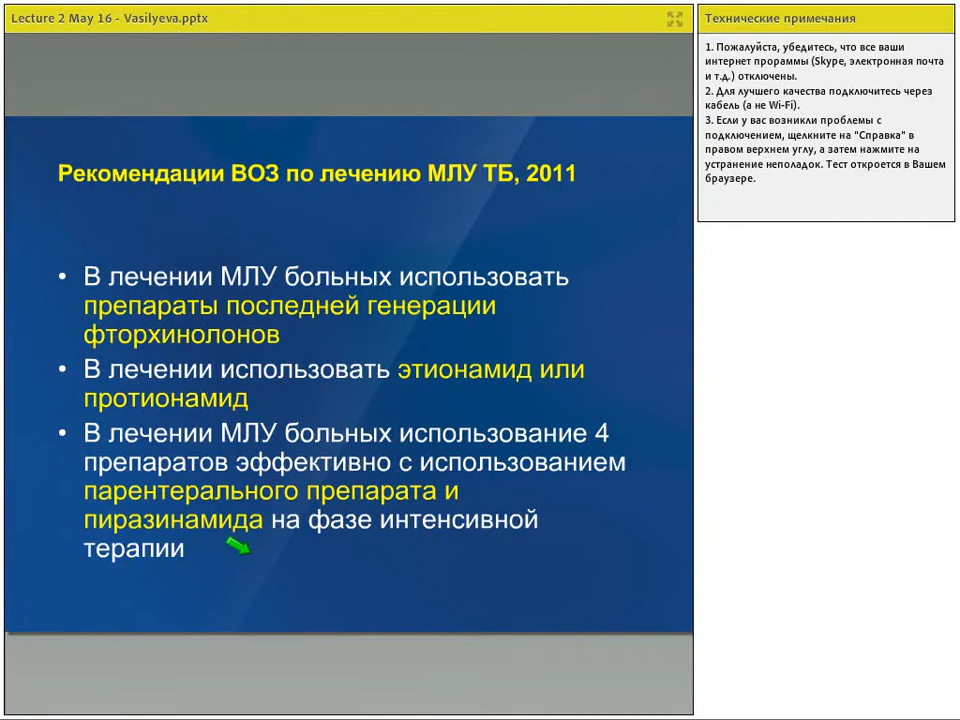 Lecture 2 May 16 - Vasilyeva.pptx
Рекомендации ВОЗ по лечению МЛУ ТБ, 2011
• В лечении МЛУ больных использовать
препараты последней генерации
фторхинолонов
• В лечении использовать этионамид или
протионамид
• В лечении МЛУ больных использование 4
препаратов эффективно с использованием
парентерального препарата и
пиразинамида на фазе интенсивной
терапии
Технические примечания
1. Пожалуйста, убедитесь, что все ваши
интернет прораммы (Skype, электронная почта
и т.д.) отключены.
2. Для лучшего качества подключитесь через
кабель (а не Wi-Fi).
3. Если у вас возникли проблемы с
подключением, щелкните на "Справка" в
правом верхнем углу, а затем нажмите на
устранение неполадок. Тест откроется в Вашем
браузере.